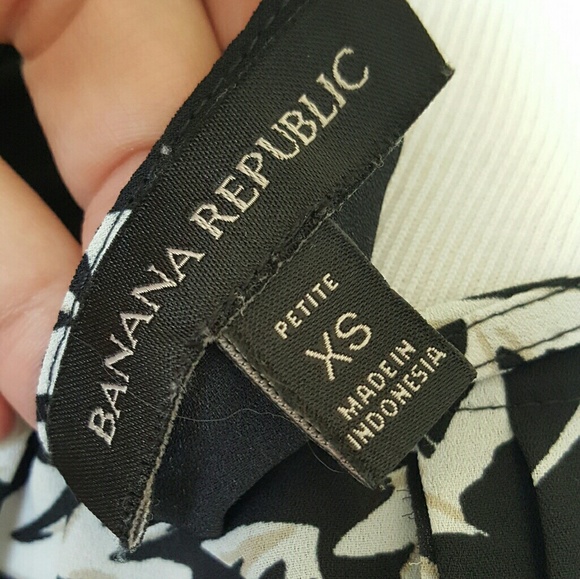 BANANA REPUBLIC
PETITE
XS
MADE IN
INDONESIA